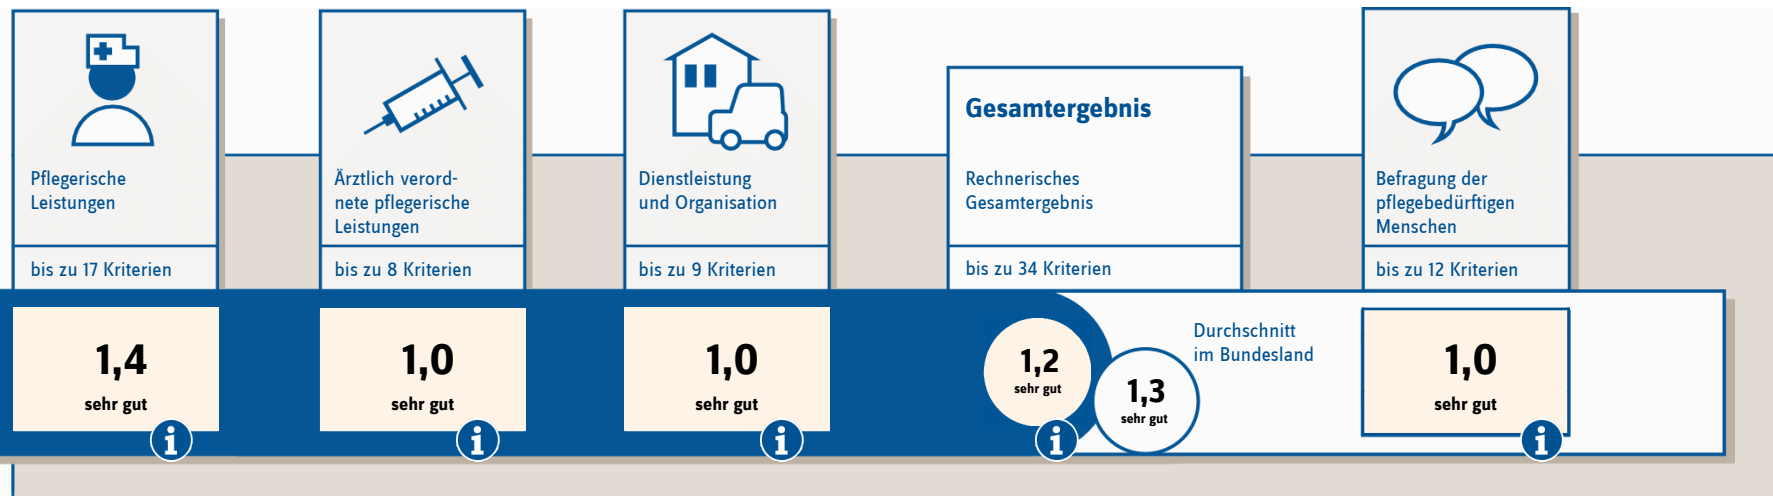 Pflegerische
Leistungen
bis zu 17 Kriterien
1,4
sehr gut
i
Ärztlich verord-
nete pflegerische
Leistungen
bis zu 8 Kriterien
1,0
sehr gut
i
Dienstleistung
und Organisation
bis zu 9 Kriterien
1,0
sehr gut
i
Gesamtergebnis
Rechnerisches
Gesamtergebnis
bis zu 34 Kriterien
1,2
sehr gut
i
1,3
sehr gut
Durchschnitt
im Bundesland
Befragung der
pflegebedürftigen
Menschen
bis zu 12 Kriterien
1,0
sehr gut
i